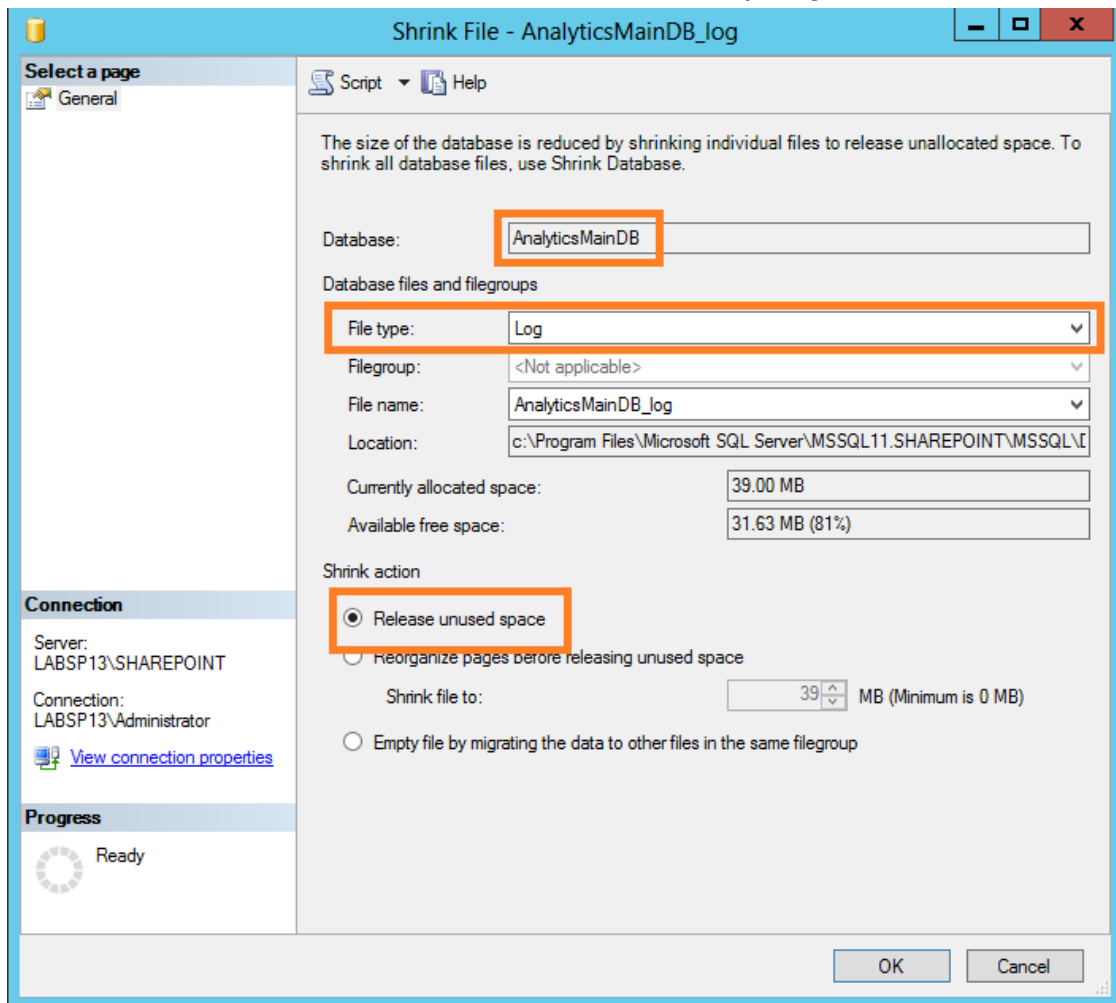 Shrink File - AnalyticsMainDB_log
Select a page
General
Script
Help
The size of the database is reduced by shrinking individual files to release unallocated space. To
shrink all database files, use Shrink Database.
Database:
AnalyticsMainDB
Database files and filegroups
File type:
Log
Filegroup:
<Not applicable>
File name:
AnalyticsMainDB_log
Location:
c:\Program Files\Microsoft SQL Server\MSSQL11.SHAREPOINT\MSSQL\
Currently allocated space:
39.00 MB
Available free space:
31.63 MB (81%)
Shrink action
Release unused space
Reorganize pages before releasing unused space
Shrink file to:
39
MB (Minimum is 0 MB)
Empty file by migrating the data to other files in the same filegroup
Connection
Server:
LABSP13\SHAREPOINT
Connection:
LABSP13\Administrator
View connection properties
Progress
Ready
OK
Cancel